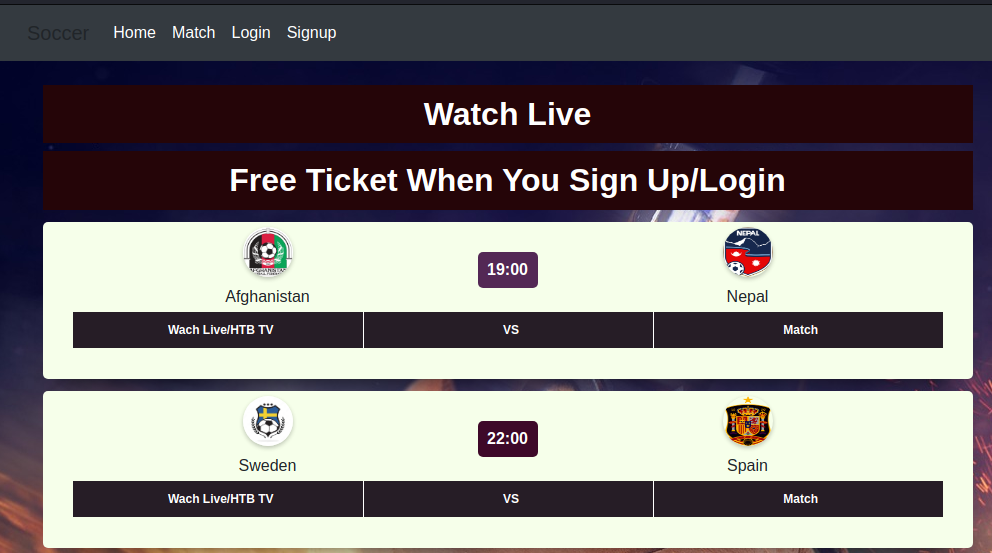 Soccer Home Match Login Signup
Watch Live
Free Ticket When You Sign Up/Login
NEPAL
19:00
Afghanistan Nepal
Wach Live/HTB TV VS Match
22:00
Sweden Spain
Wach Live/HTB TV VS Match